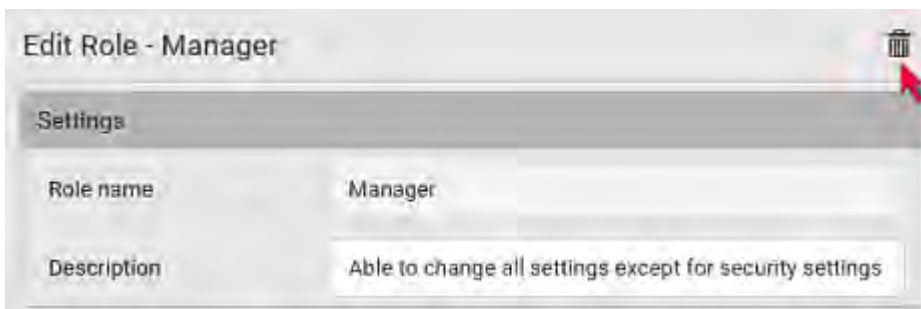 Edit Role - Manager
Settings
Role name Manager
Description Able to change all settings except for security settings